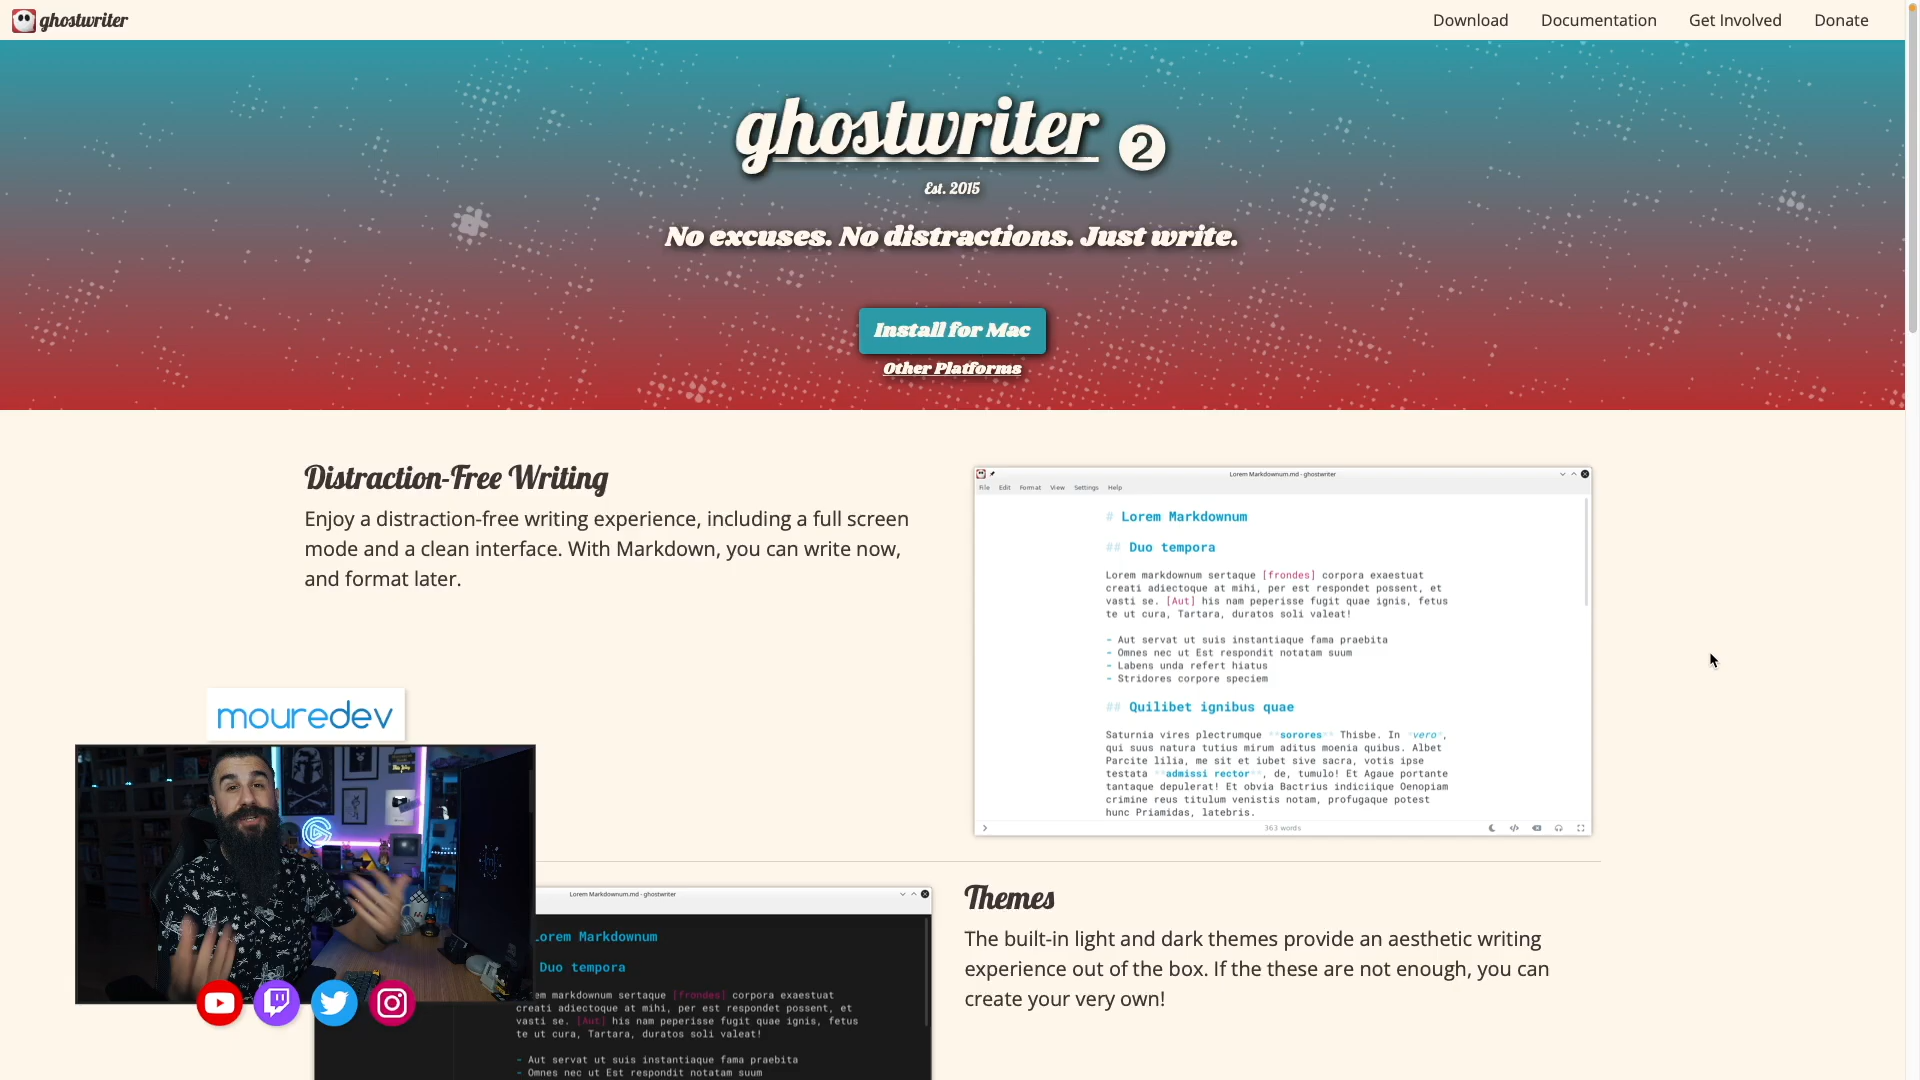 ghostwriter
Download
Documentation
Get Involved
Donate
ghostwriter 2
Est. 2015
No excuses. No distractions. Just write.
Install for Mac
Other Platforms
Distraction-Free Writing
Enjoy a distraction-free writing experience, including a full screen
mode and a clean interface. With Markdown, you can write now,
and format later.
Lorem Markdownum.md - ghostwriter
File Edit Format View Settings Help
# Lorem Markdownum
## Duo tempora
Lorem markdownum sertaque [frondes] corpora exaestuat
creati adiectoque at mihi, per est respondet possent, et
vasti se. [Aut] his nam peperisse fugit quae ignis, fetus
te ut cura, Tartara, duratos soli valeat!
- Aut servat ut suis instantiaque fama praebita
- Omnes nec ut Est respondit notatam suum
- Labens unda refert hiatus
- Stridores corpore speciem
## Quilibet ignibus quae
Saturnia vires plectrumque **sorores** Thisbe. In *vero*,
qui suus natura tutius mirum aditus moenia quibus. Albet
Parcite lilia, me sit et iubet sive sacra, votis ipse
testata **admissi rector**, de, tumulo! Et Agaue portante
tantaque depulerat! Et obvia Bactrius indiciique Oenopiam
crimine reus titulum venistis notam, profugaque potest
hunc Priamidas, latebris.
363 words
mouredev
Lorem Markdownum.md - ghostwriter
Lorem Markdownum
Duo tempora
markdownum sertaque [frondes] corpora exaestuat
creati adiectoque at mihi, per est respondet possent, et
vasti se. [Aut] his nam peperisse fugit quae ignis, fetus
te ut cura, Tartara, duratos soli valeat!
- Aut servat ut suis instantiaque fama praebita
- Omnes nec ut Est respondit notatam suum
Themes
The built-in light and dark themes provide an aesthetic writing
experience out of the box. If the these are not enough, you can
create your very own!